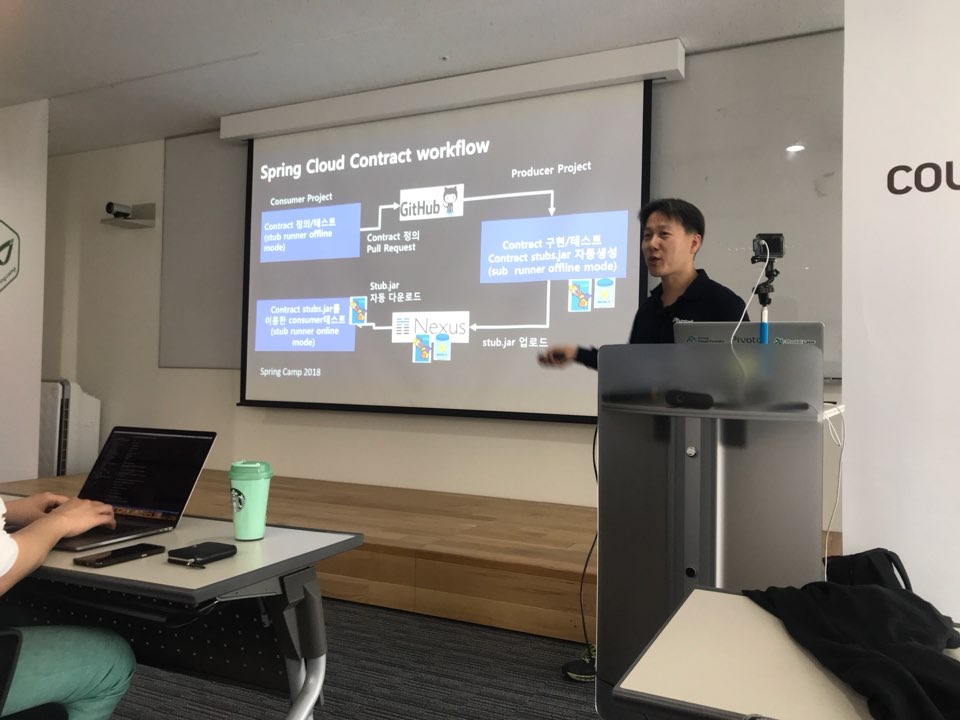 Spring Cloud Contract workflow
Consumer Project
Producer Project
Contract 정의/테스트
(stub runner offline
mode)
GitHub
Contract 정의
Pull Request
Contract 구현/테스트
Contract stubs.jar 자동생성
(sub runner offline mode)
Stub.jar
자동 다운로드
Contract stubs.jar를
이용한 consumer테스트
(stub runner online
mode)
Nexus
stub.jar 업로드
Spring Camp 2018
Pivotal
COU